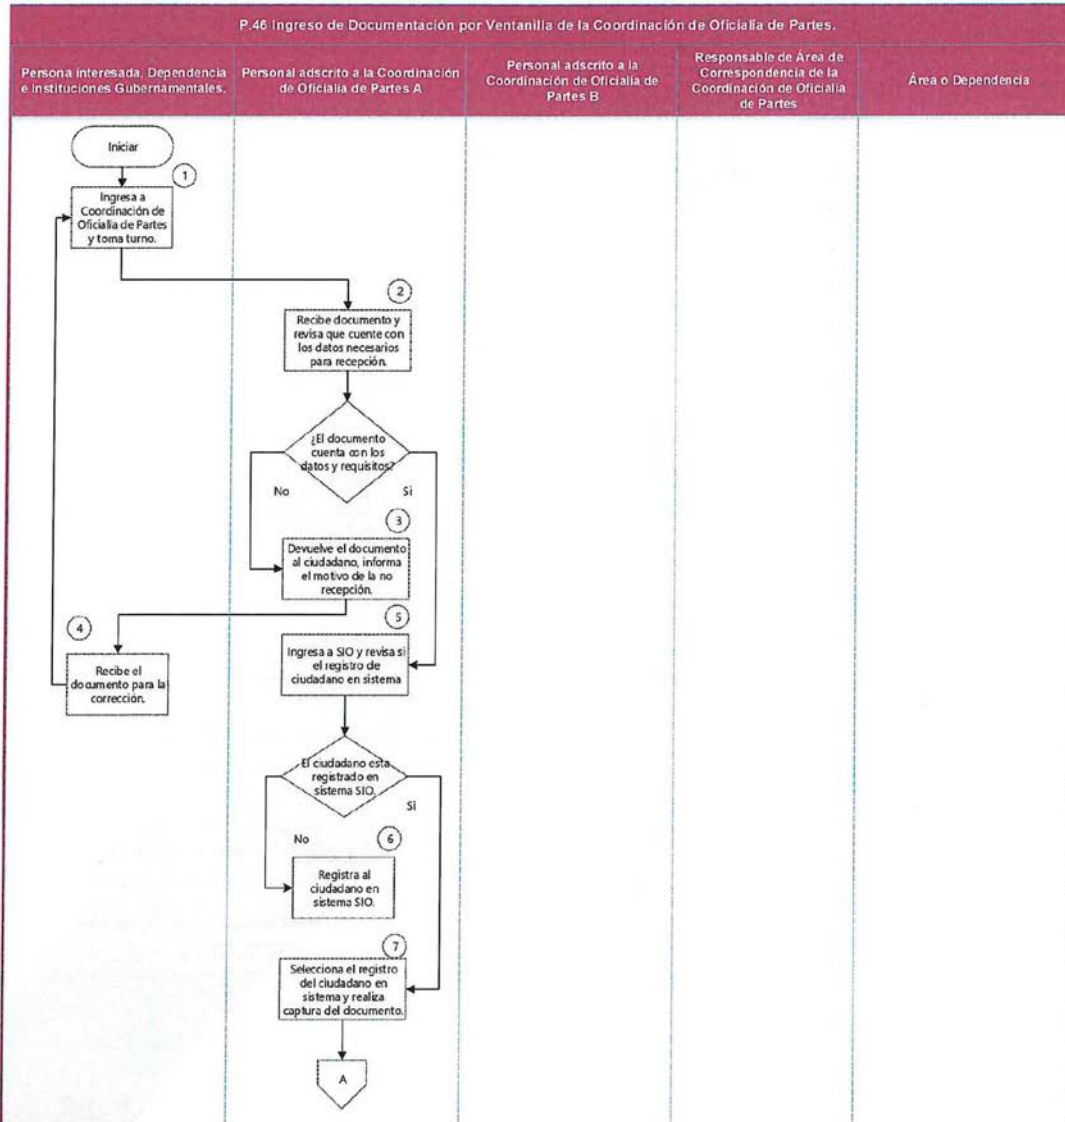 P.46 Ingreso de Documentación por Ventanilla de la Coordinación de Oficialía de Partes.
Persona interesada, Dependencia
e Instituciones Gubernamentales.
Personal adscrito a la Coordinación
de Oficialía de Partes A
Personal adscrito a la
Coordinación de Oficialía de
Partes B
Responsable de Área de
Correspondencia de la
Coordinación de Oficialía
de Partes
Área o Dependencia
Iniciar
1
Ingresa a
Coordinación de
Oficialía de Partes
y toma turno.
2
Recibe documento y
revisa que cuente con
los datos necesarios
para recepción.
¿El documento
cuenta con los
datos y requisitos?
No
Si
3
Devuelve el documento
al ciudadano, informa
el motivo de la no
recepción.
4
Recibe el
documento para la
corrección.
5
Ingresa a SIO y revisa si
el registro de
ciudadano en sistema
El ciudadano esta
registrado en
sistema SIO.
Si
No
6
Registra al
ciudadano en
sistema SIO.
7
Selecciona el registro
del ciudadano en
sistema y realiza
captura del documento.
A